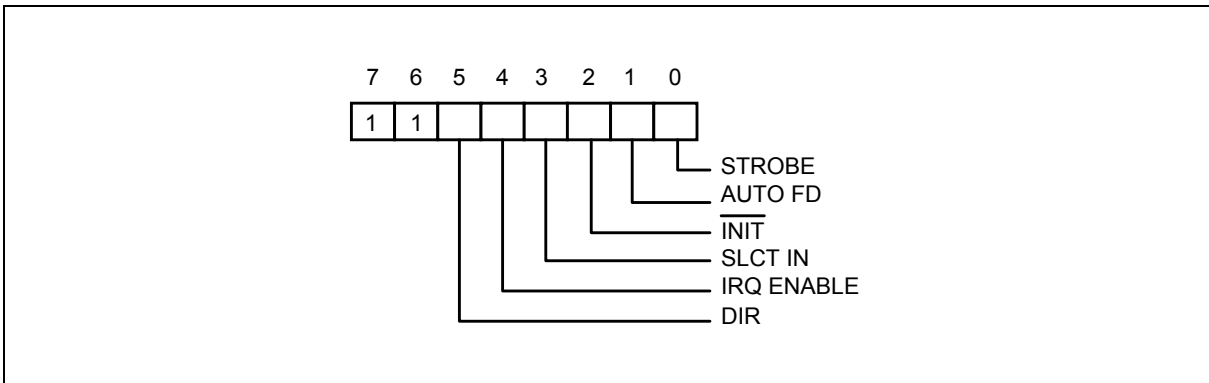 7 6 5 4 3 2 1 0
1 1
STROBE
AUTO FD
INIT
SLCT IN
IRQ ENABLE
DIR